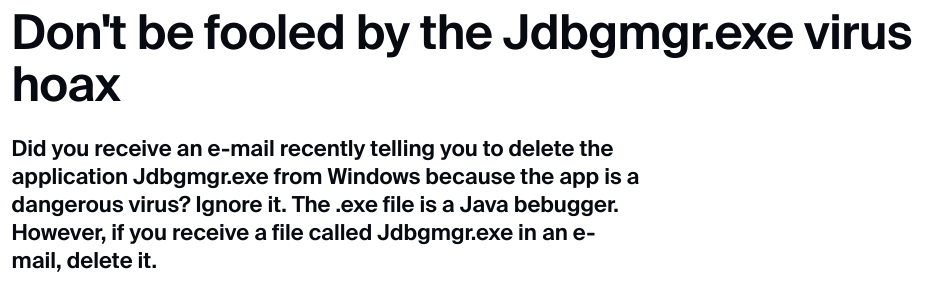 Don't be fooled by the Jdbgmgr.exe virus
hoax
Did you receive an e-mail recently telling you to delete the
application Jdbgmgr.exe from Windows because the app is a
dangerous virus? Ignore it. The .exe file is a Java bebugger.
However, if you receive a file called Jdbgmgr.exe in an e-
mail, delete it.